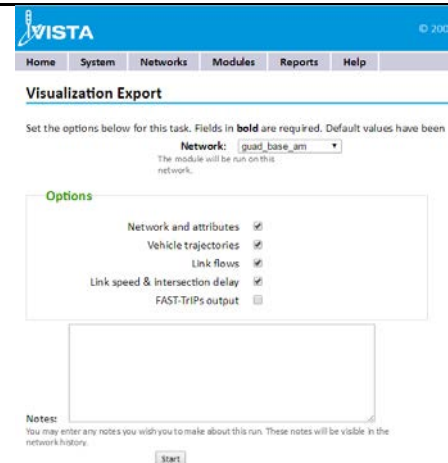 VISTA
© 200
Home System Networks Modules Reports Help
Visualization Export
Set the options below for this task. Fields in bold are required. Default values have been
Network: guad_base_am
The module will be run on this
network.
Options
Network and attributes
Vehicle trajectories
Link flows
Link speed & intersection delay
FAST-TrIPs output
Notes:
You may enter any notes you wish you to make about this run. These notes will be visible in the
network history.
Start